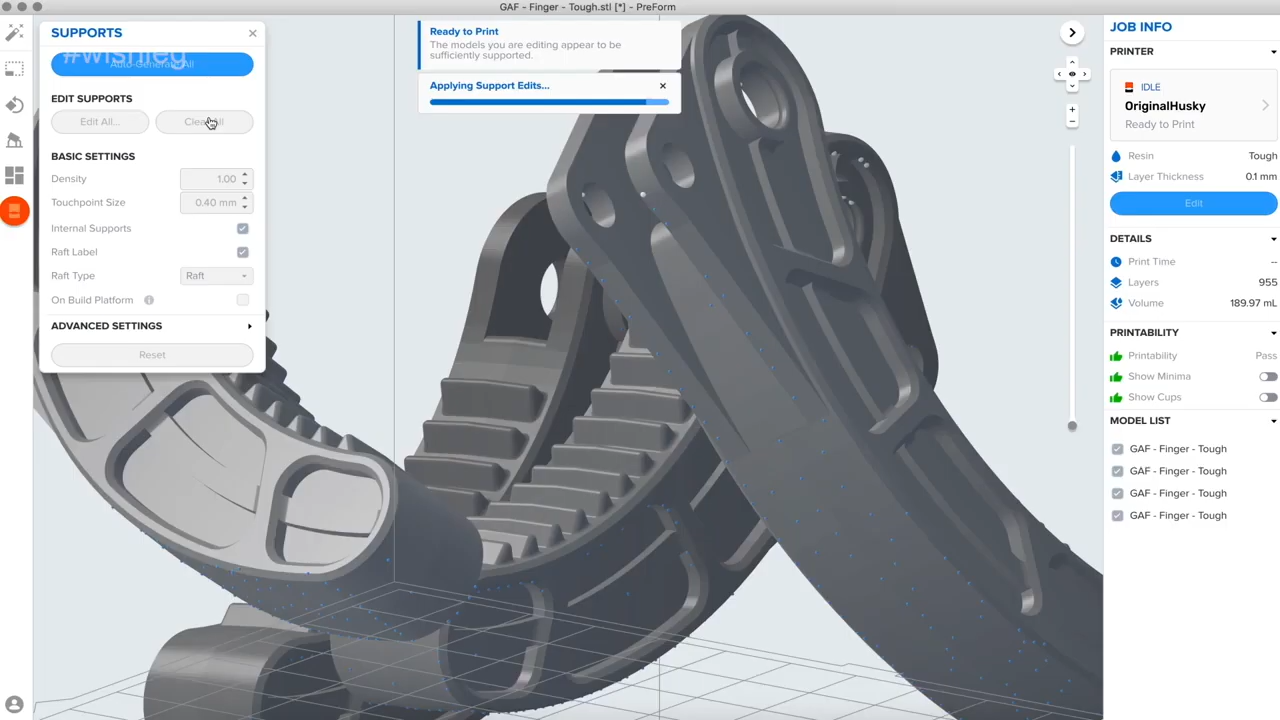 GAF - Finger - Tough.stl [*] - PreForm
SUPPORTS
#wishleg
Auto-Generate All
EDIT SUPPORTS
Edit All...
Clear All
BASIC SETTINGS
Density 1.00
Touchpoint Size 0.40 mm
Internal Supports
Raft Label
Raft Type Raft
On Build Platform
ADVANCED SETTINGS
Reset
Ready to Print
The models you are editing appear to be
sufficiently supported.
Applying Support Edits...
JOB INFO
PRINTER
IDLE
OriginalHusky
Ready to Print
Resin Tough
Layer Thickness 0.1 mm
Edit
DETAILS
Print Time --
Layers 955
Volume 189.97 mL
PRINTABILITY
Printability Pass
Show Minima
Show Cups
MODEL LIST
GAF - Finger - Tough
GAF - Finger - Tough
GAF - Finger - Tough
GAF - Finger - Tough